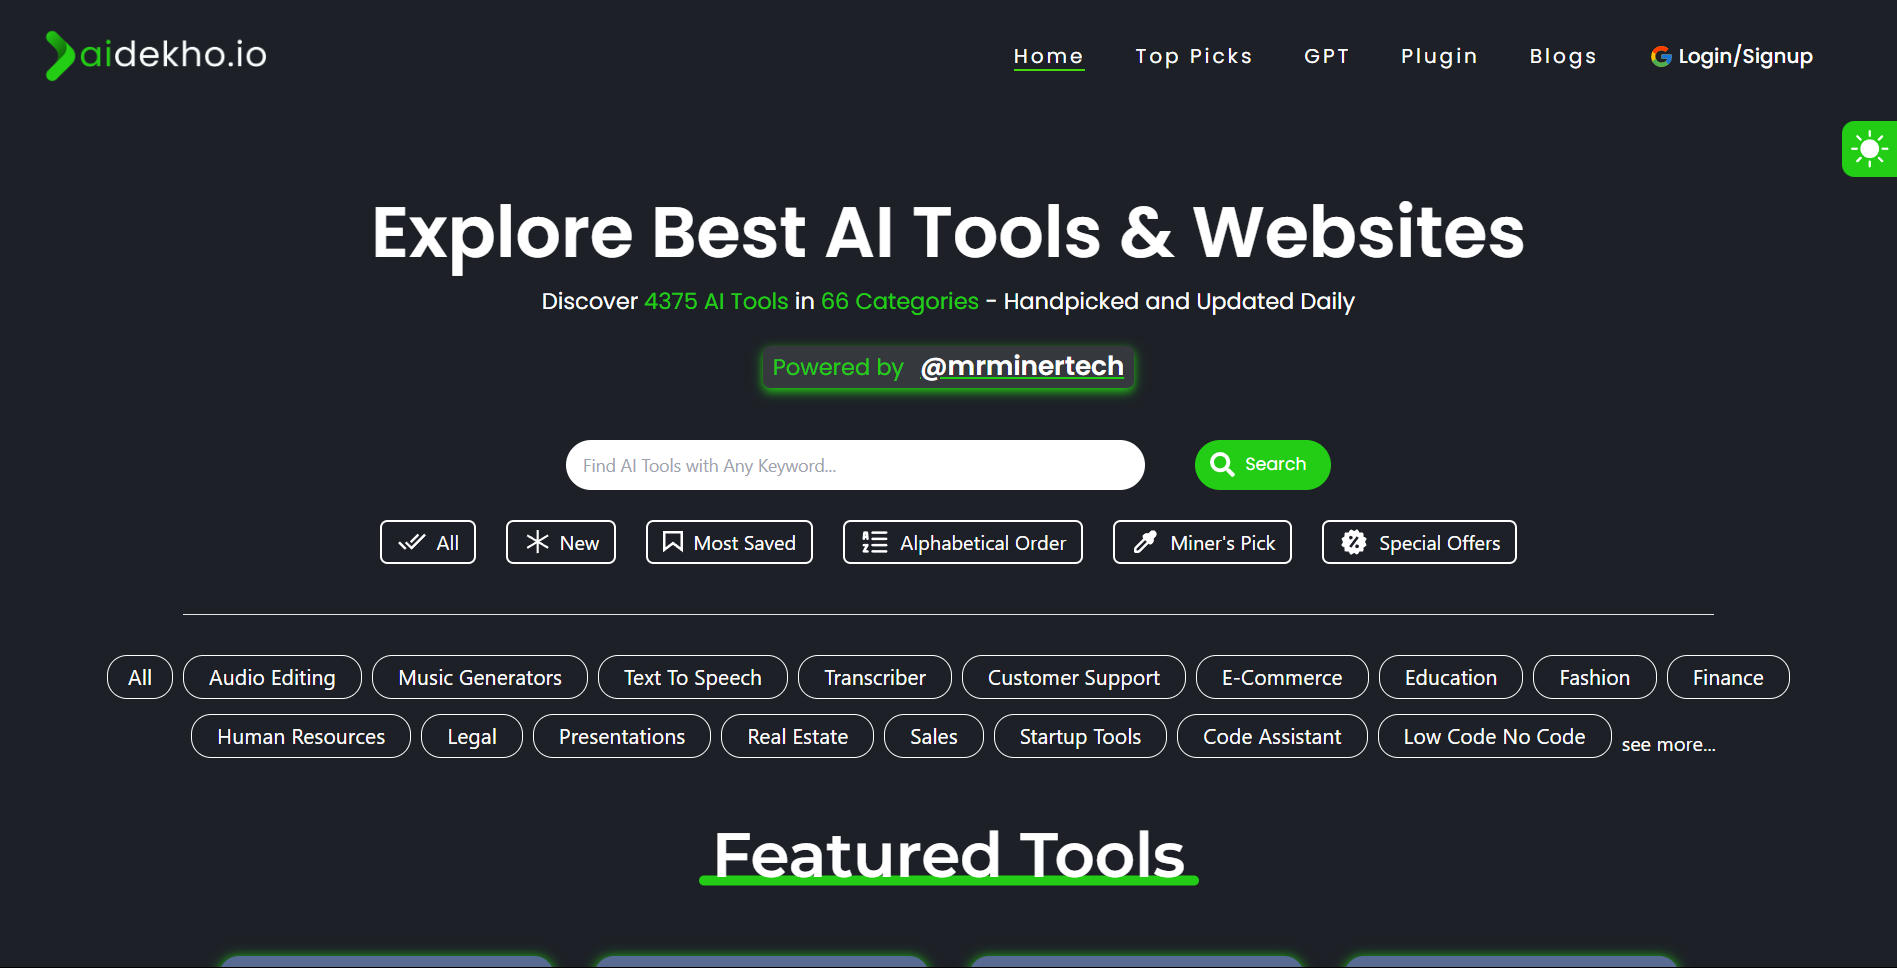 aidekho.io
Home Top Picks GPT Plugin Blogs Login/Signup
Explore Best AI Tools & Websites
Discover 4375 AI Tools in 66 Categories - Handpicked and Updated Daily
Powered by @mrminertech
Find AI Tools with Any Keyword... Search
All New Most Saved Alphabetical Order Miner's Pick Special Offers
All Audio Editing Music Generators Text To Speech Transcriber Customer Support E-Commerce Education Fashion Finance
Human Resources Legal Presentations Real Estate Sales Startup Tools Code Assistant Low Code No Code see more...
Featured Tools